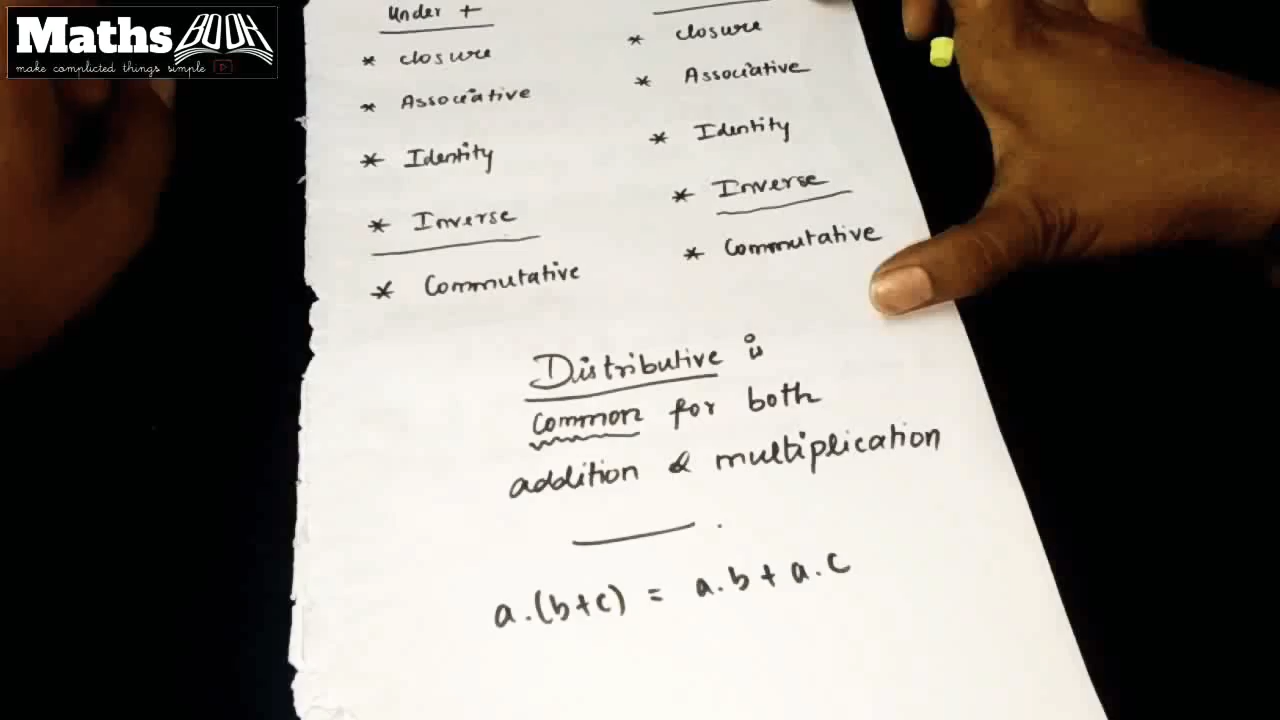 Maths BOOK
make complicted things simple
Under +
* closure
* Associative
* Identity
* Inverse
* Commutative
* closure
* Associative
* Identity
* Inverse
* Commutative
Distributive is
common for both
addition & multiplication
a.(b+c) = a.b + a.c